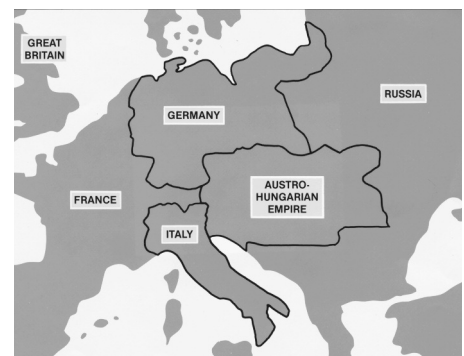 GREAT
BRITAIN
GERMANY
RUSSIA
FRANCE
AUSTRO-
HUNGARIAN
EMPIRE
ITALY